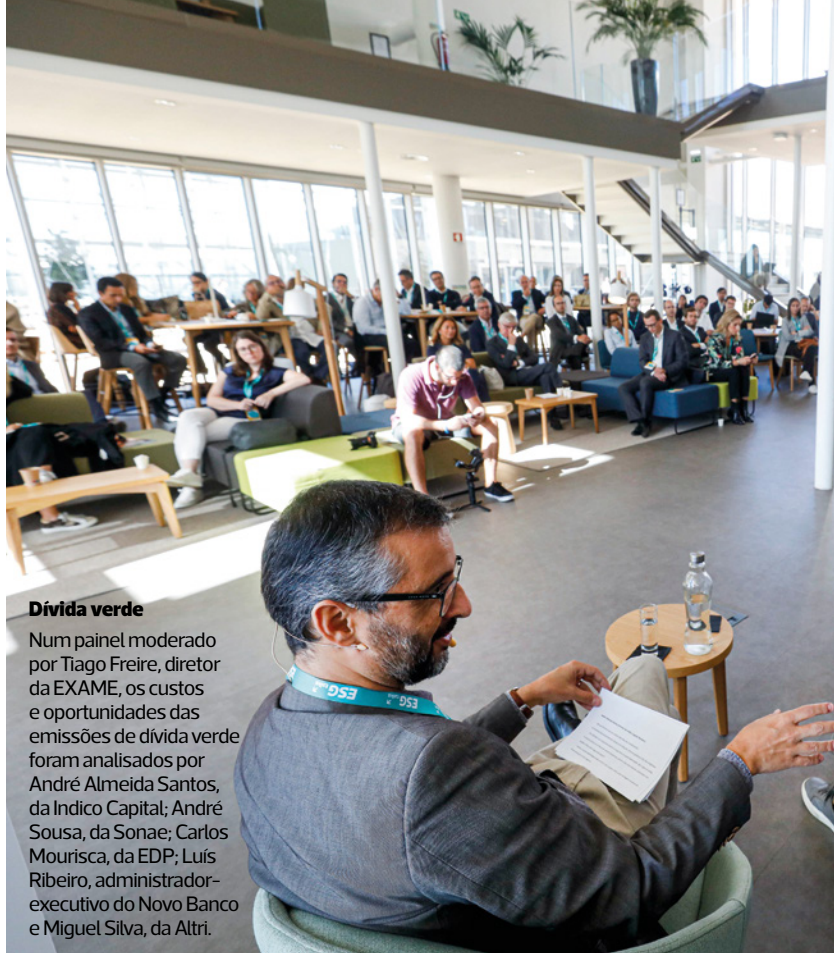 Dívida verde
Num painel moderado
por Tiago Freire, diretor
da EXAME, os custos
e oportunidades das
emissões de dívida verde
foram analisados por
André Almeida Santos,
da Indico Capital; André
Sousa, da Sonae; Carlos
Mourisca, da EDP; Luís
Ribeiro, administrador-
executivo do Novo Banco
e Miguel Silva, da Altri.
ESG
ESG